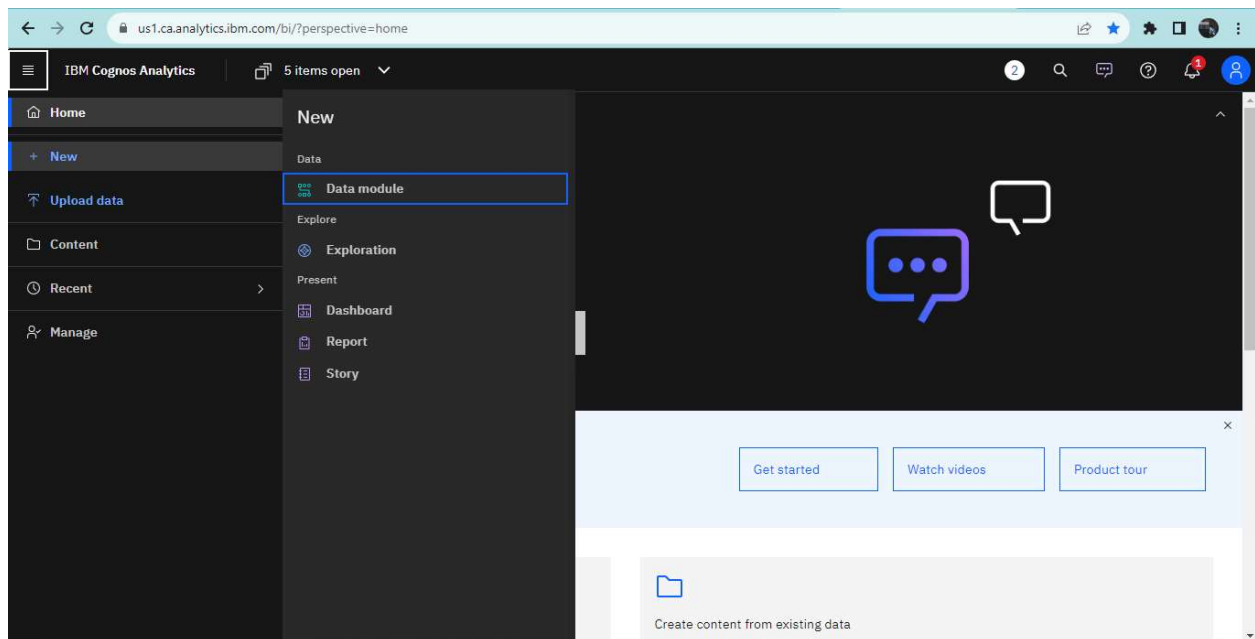 us1.ca.analytics.ibm.com/bi/?perspective=home
IBM Cognos Analytics
5 items open
2
1
Home
New
Upload data
Content
Recent
Manage
New
Data
Data module
Explore
Exploration
Present
Dashboard
Report
Story
Get started
Watch videos
Product tour
Create content from existing data